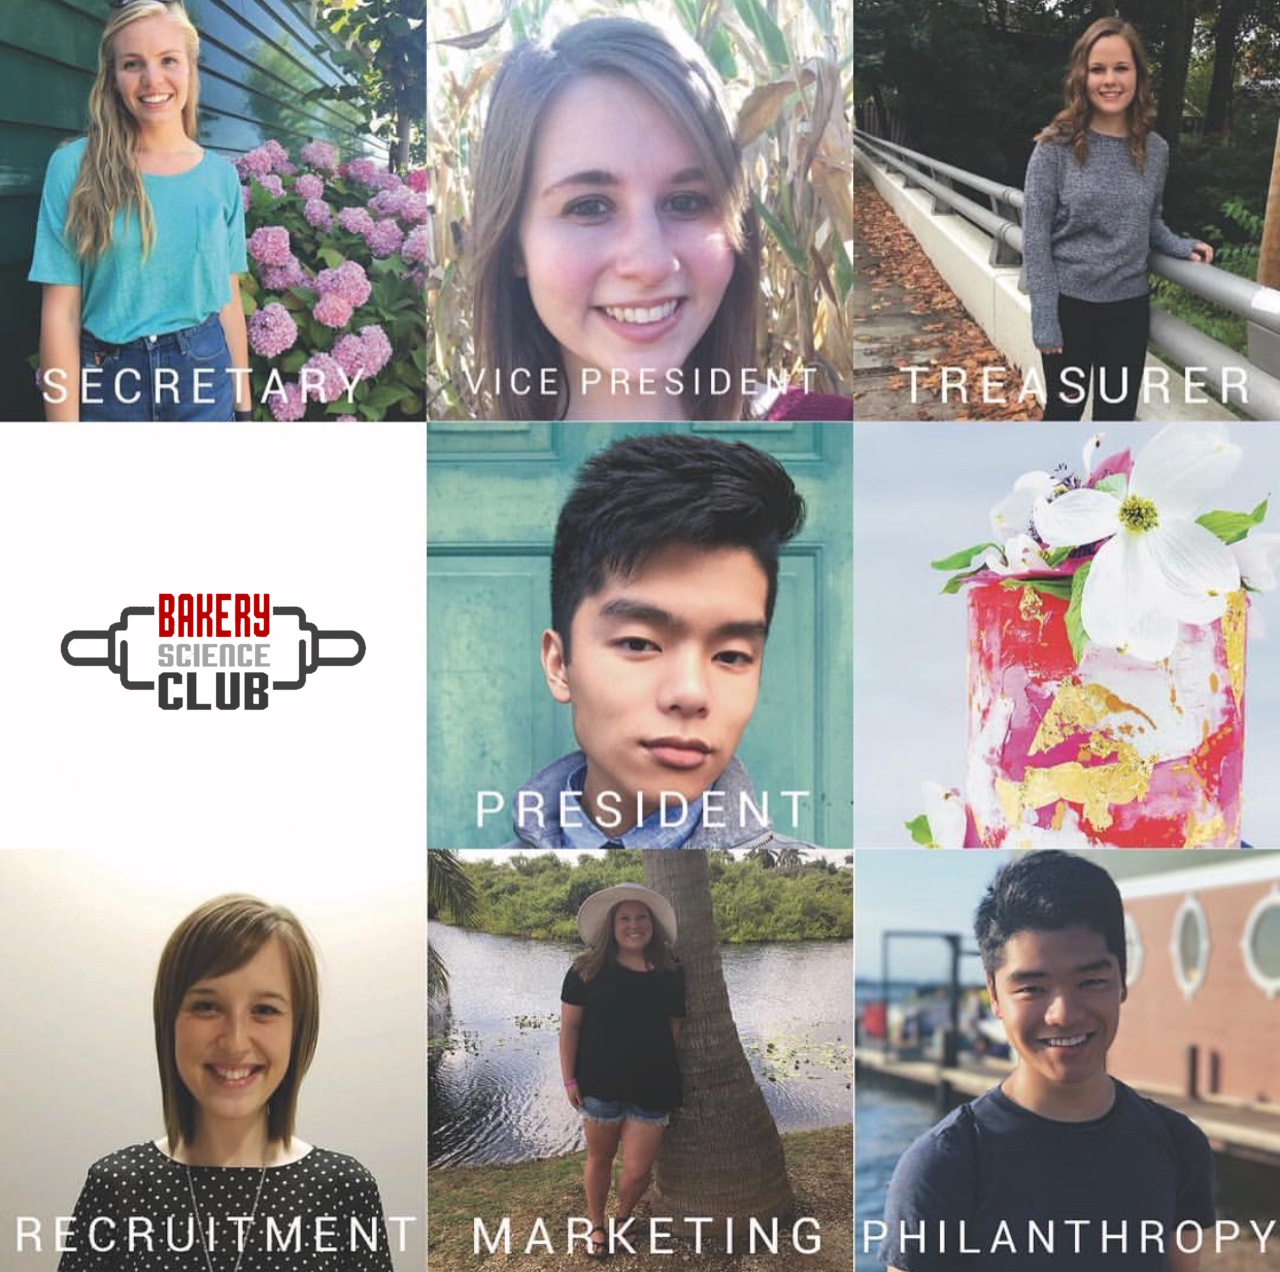 SECRETARY
VICE PRESIDENT
TREASURER
BAKERY
SCIENCE
CLUB
PRESIDENT
RECRUITMENT
MARKETING
PHILANTHROPY